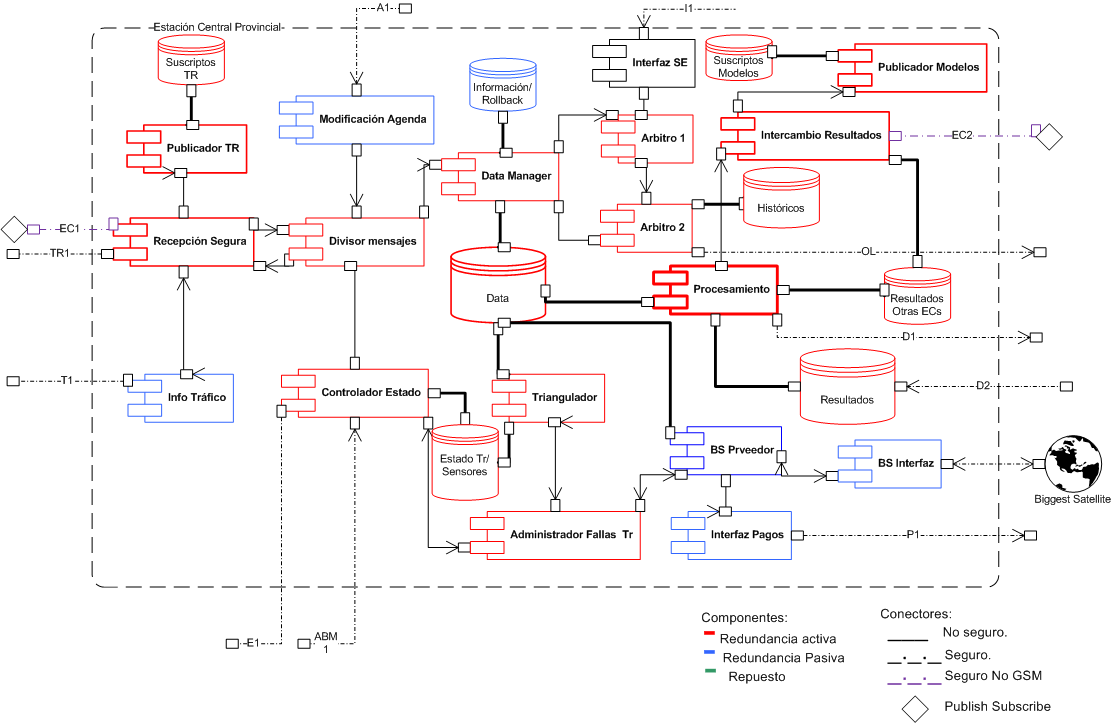 A1
I1
Estación Central Provincial
Suscriptos
TR
Información/
Rollback
Interfaz SE
Suscriptos
Modelos
Publicador Modelos
Modificación Agenda
Publicador TR
Arbitro 1
Intercambio Resultados
EC2
Data Manager
Históricos
EC1
Recepción Segura
Divisor mensajes
Arbitro 2
TR1
OL
Data
Procesamiento
Resultados
Otras ECs
D1
T1
Info Tráfico
Controlador Estado
Triangulador
Resultados
D2
Estado Tr/
Sensores
BS Prveedor
BS Interfaz
Biggest Satellite
Administrador Fallas Tr
Interfaz Pagos
P1
E1
ABM
1
Componentes:
Redundancia activa
Redundancia Pasiva
Repuesto
Conectores:
No seguro.
Seguro.
Seguro No GSM
Publish Subscribe